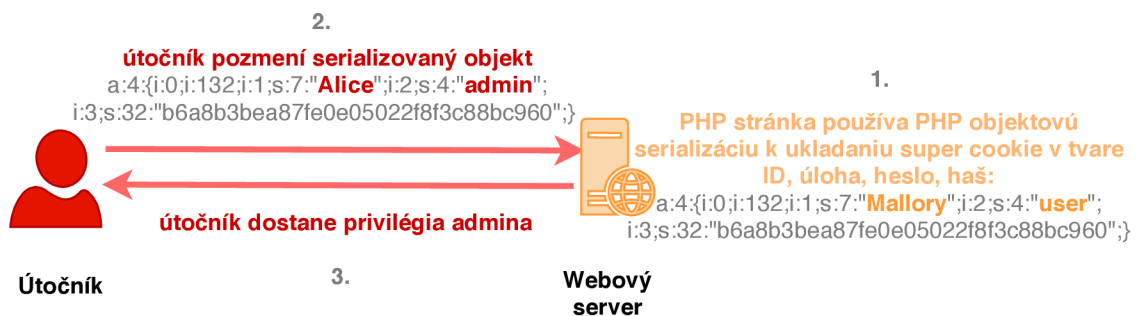 2.
útočník pozmení serializovaný objekt
a:4:{i:0;i:132;i:1;s:7:"Alice";i:2;s:4:"admin";
i:3;s:32:"b6a8b3bea87fe0e05022f8f3c88bc960";}
1.
PHP stránka používa PHP objektovú
serializáciu k ukladaniu super cookie v tvare
ID, úloha, heslo, haš:
a:4:{i:0;i:132;i:1;s:7:"Mallory";i:2;s:4:"user";
i:3;s:32:"b6a8b3bea87fe0e05022f8f3c88bc960";}
útočník dostane privilégia admina
3.
Útočník
Webový
server